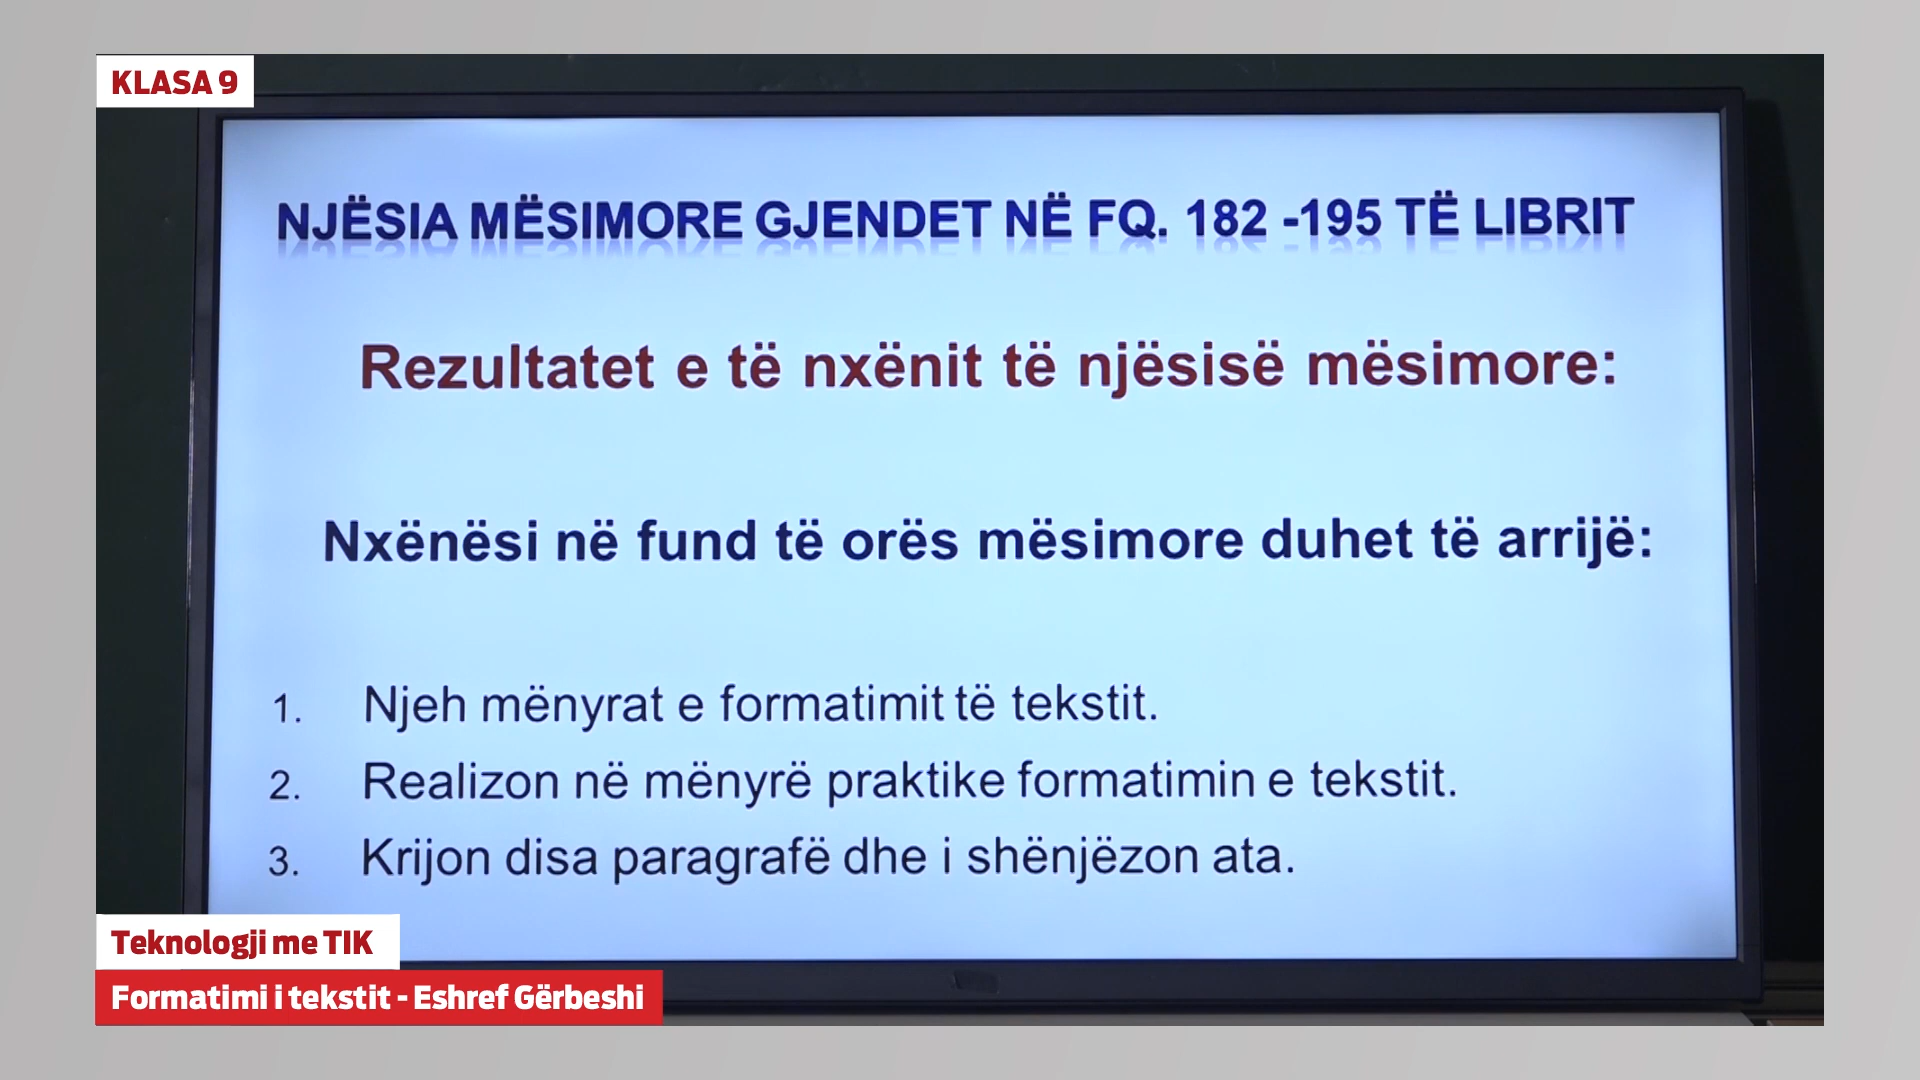 KLASA 9
NJËSIA MËSIMORE GJENDET NË FQ. 182 -195 TË LIBRIT
Rezultatet e të nxënit të njësisë mësimore:
Nxënësi në fund të orës mësimore duhet të arrijë:
1. Njeh mënyrat e formatimit të tekstit.
2. Realizon në mënyrë praktike formatimin e tekstit.
3. Krijon disa paragrafë dhe i shënjëzon ata.
Teknologji me TIK
Formatimi i tekstit - Eshref Gërbeshi